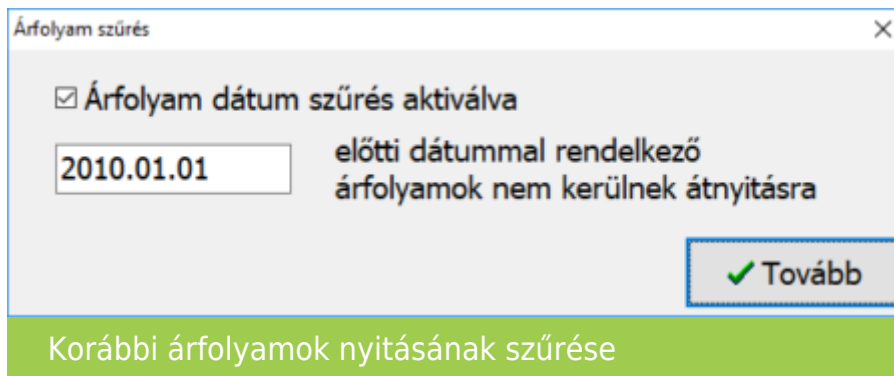 Árfolyam szűrés
Árfolyam dátum szűrés aktiválva
2010.01.01
előtti dátummal rendelkező
árfolyamok nem kerülnek átnyitásra
Tovább
Korábbi árfolyamok nyitásának szűrése